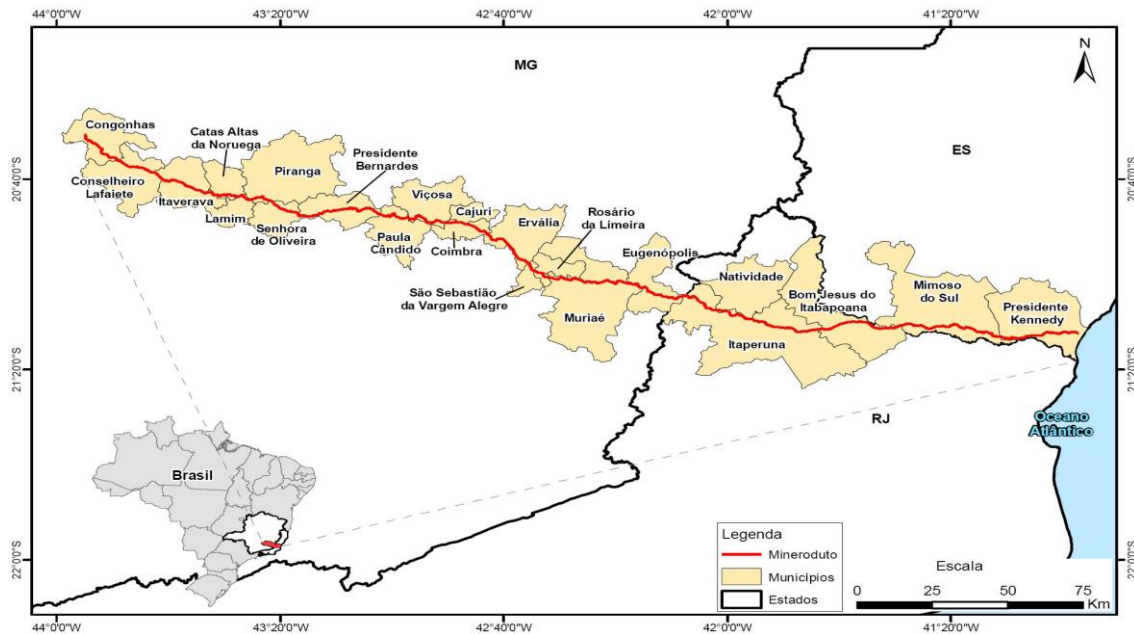 44°0'0"W
43°20'0"W
42°40'0"W
42°0'0"W
41°20'0"W
MG
N
ES
20°40'0"S
20°40'0"S
Congonhas
Catas Altas
da Noruega
Piranga
Presidente
Bernardes
Conselheiro
Lafaiete
Itaverava
Lamim
Senhora
de Oliveira
Viçosa
Cajuri
Paula
Cândido
Coimbra
Ervália
Rosário
da Limeira
Eugenópolis
São Sebastião
da Vargem Alegre
Muriaé
Natividade
Bom Jesus do
Itabapoana
Itaperuna
Mimoso
do Sul
Presidente
Kennedy
21°20'0"S
21°20'0"S
RJ
Oceano
Atlântico
Brasil
Legenda
Mineroduto
Municípios
Estados
Escala
0 25 50 75
Km
22°0'0"S
22°0'0"S
44°0'0"W
43°20'0"W
42°40'0"W
42°0'0"W
41°20'0"W